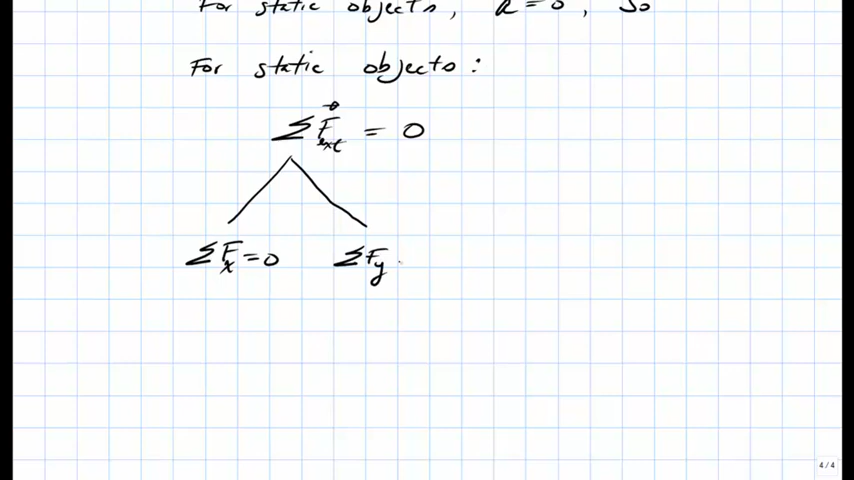 For static objects, a = 0, so
For static objects:
ΣF⃗ext = 0
ΣFx = 0 ΣFy
4/4